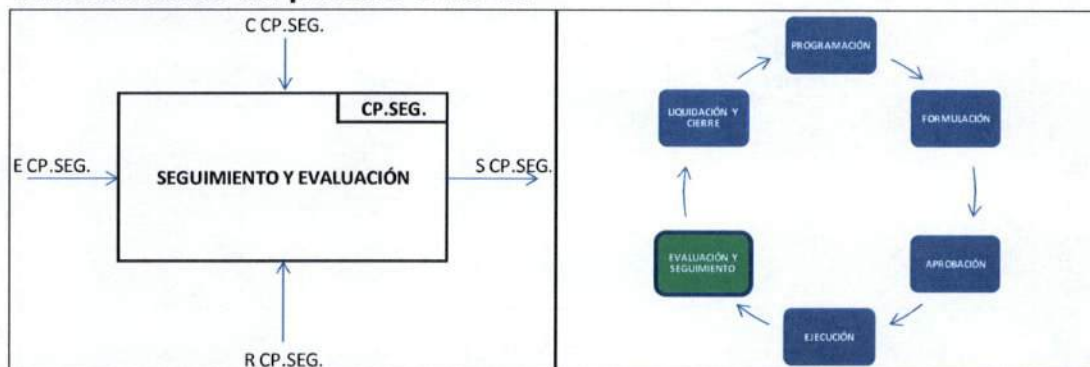 C CP.SEG.
CP.SEG.
E CP.SEG.
SEGUIMIENTO Y EVALUACIÓN
S CP.SEG.
R CP.SEG.
PROGRAMACIÓN
LIQUIDACIÓN Y
CIERRE
FORMULACIÓN
EVALUACIÓN Y
SEGUIMIENTO
APROBACIÓN
EJECUCIÓN